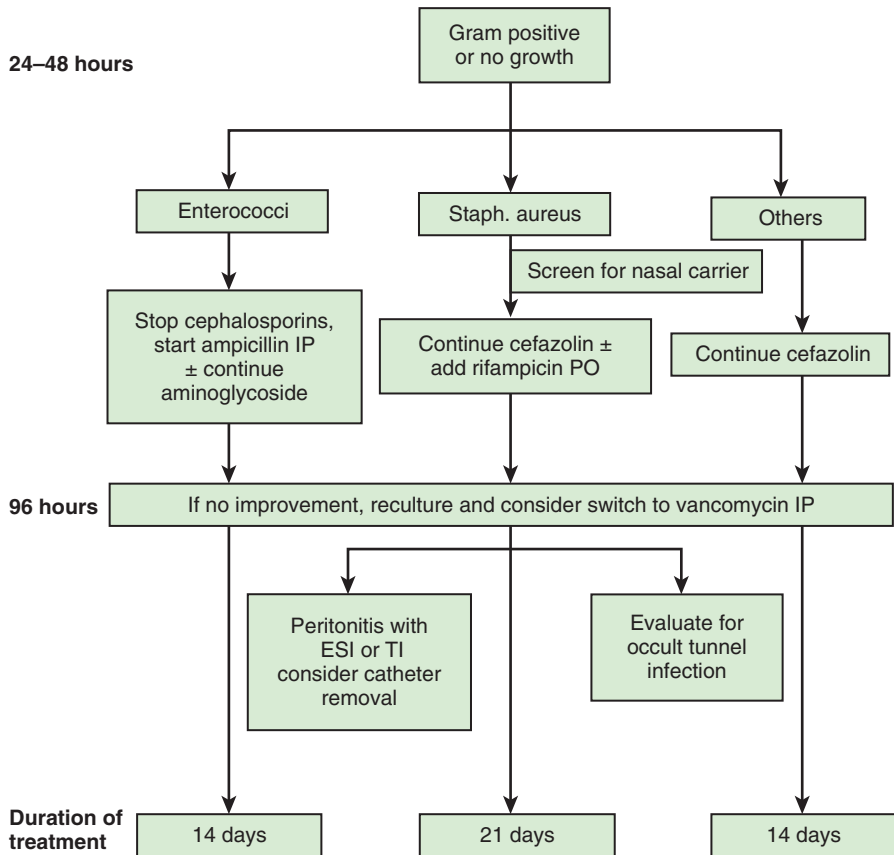 24–48 hours
Gram positive
or no growth
Enterococci
Staph. aureus
Others
Screen for nasal carrier
Stop cephalosporins,
start ampicillin IP
± continue
aminoglycoside
Continue cefazolin ±
add rifampicin PO
Continue cefazolin
96 hours
If no improvement, reculture and consider switch to vancomycin IP
Peritonitis with
ESI or TI
consider catheter
removal
Evaluate for
occult tunnel
infection
Duration of
treatment
14 days
21 days
14 days